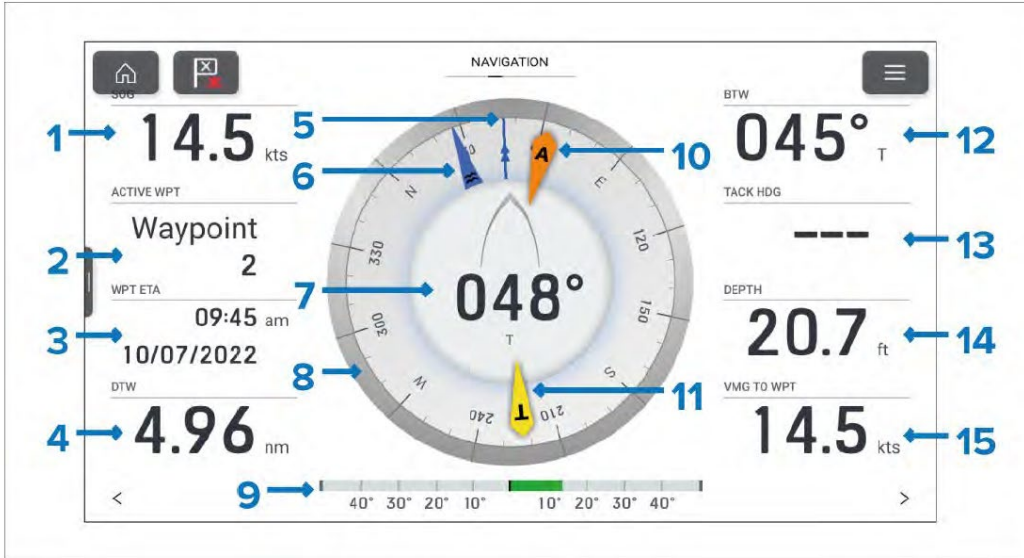 NAVIGATION
SOG
14.5 kts
ACTIVE WPT
Waypoint
2
WPT ETA
09:45 am
10/07/2022
DTW
4.96 nm
BTW
045° T
TACK HDG
---
DEPTH
20.7 ft
VMG TO WPT
14.5 kts
N
E
120
150
S
210
240
W
300
330
A
048°
T
T
40° 30° 20° 10° 10° 20° 30° 40°
<
>
1
2
3
4
5
6
7
8
9
10
11
12
13
14
15